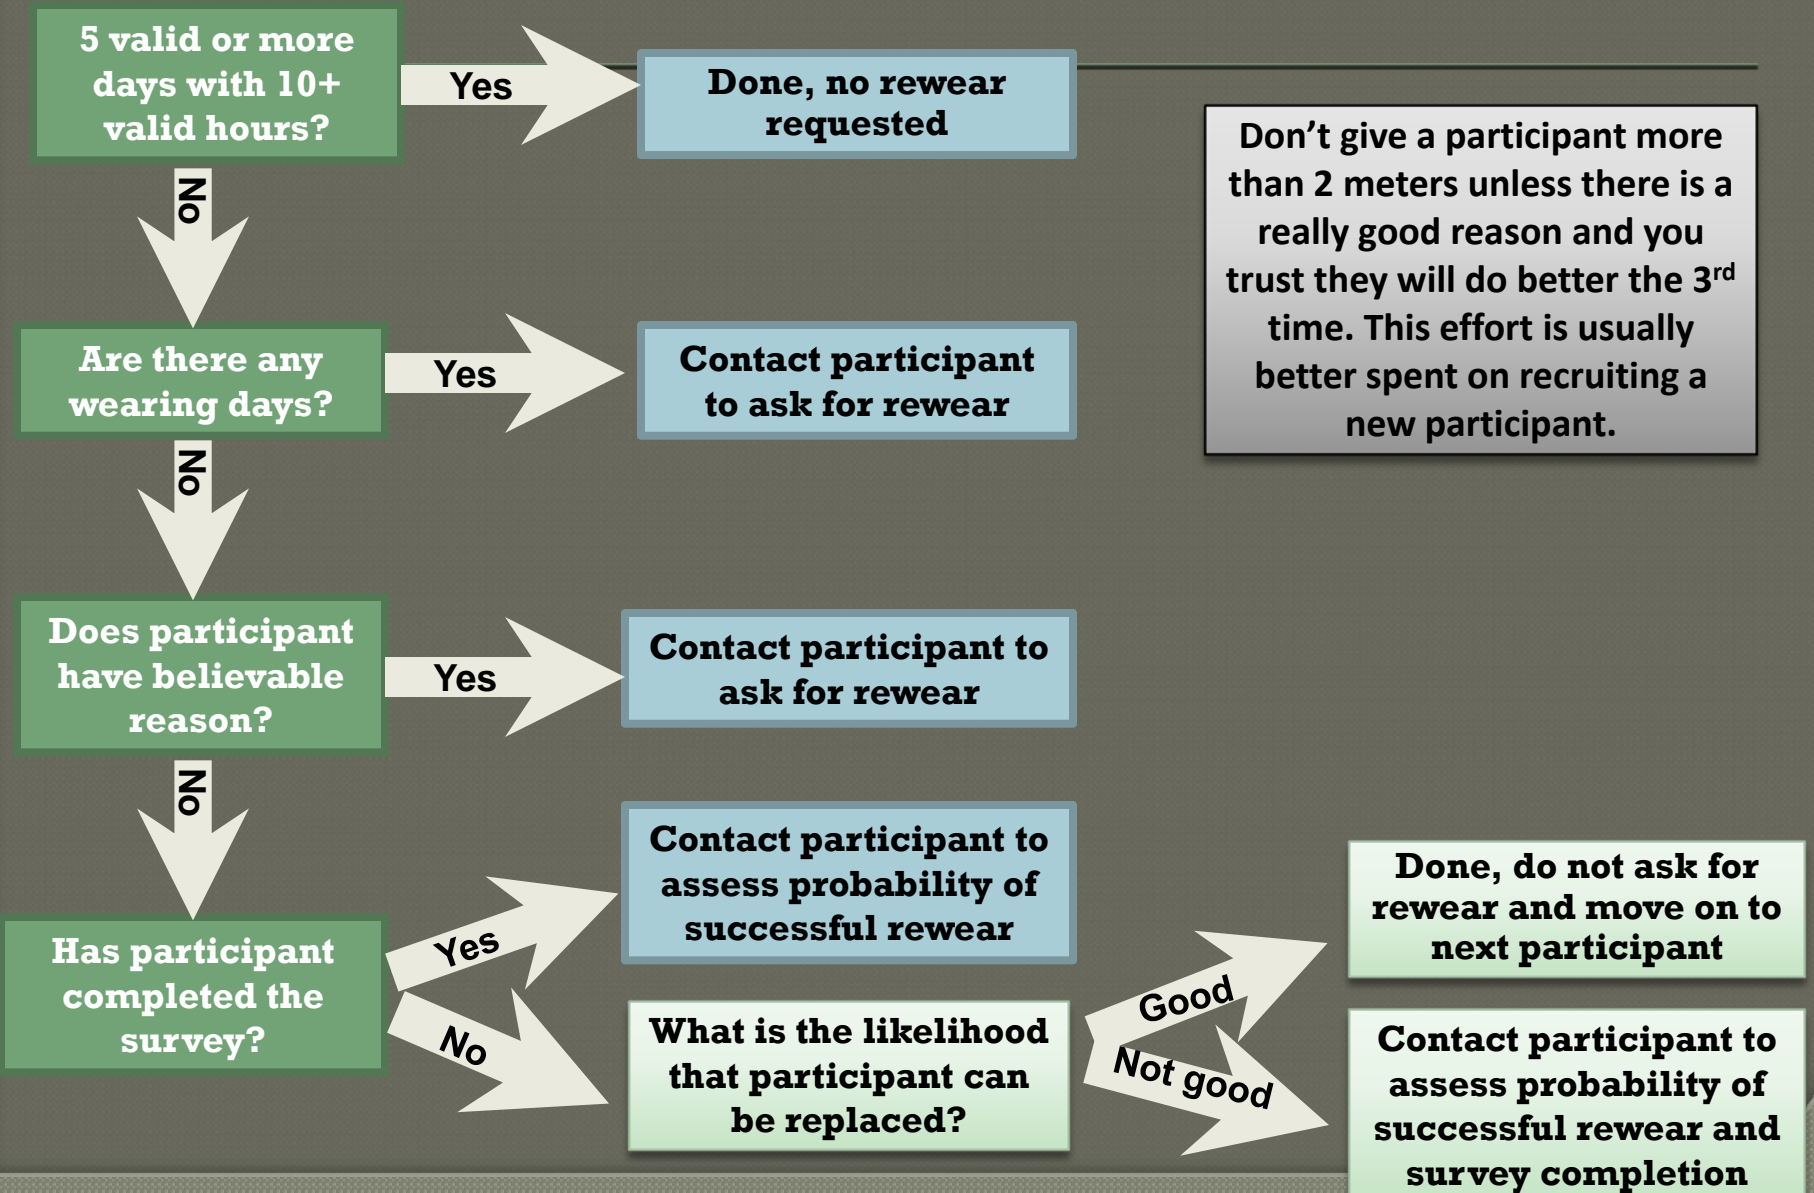 5 valid or more
days with 10+
valid hours?
Yes
Done, no rewear
requested
Don’t give a participant more
than 2 meters unless there is a
really good reason and you
trust they will do better the 3rd
time. This effort is usually
better spent on recruiting a
new participant.
No
Are there any
wearing days?
Yes
Contact participant
to ask for rewear
No
Does participant
have believable
reason?
Yes
Contact participant to
ask for rewear
No
Has participant
completed the
survey?
Yes
Contact participant to
assess probability of
successful rewear
No
What is the likelihood
that participant can
be replaced?
Good
Done, do not ask for
rewear and move on to
next participant
Not good
Contact participant to
assess probability of
successful rewear and
survey completion